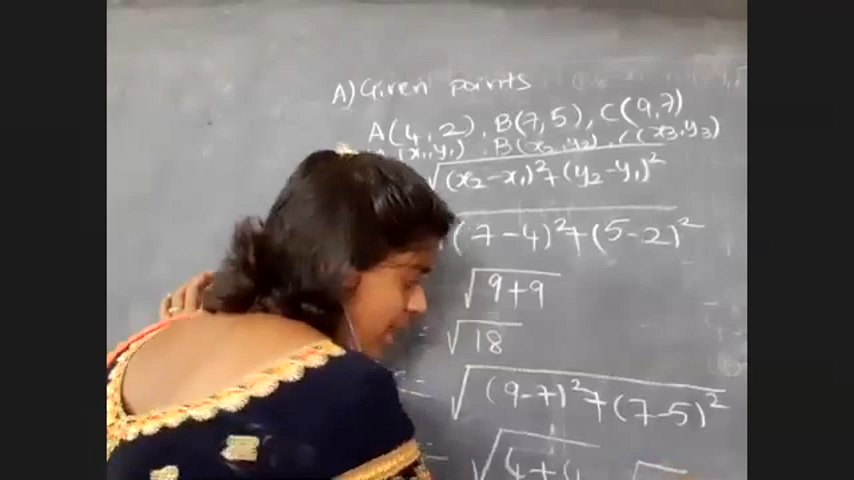 A) Given points
A(4,2), B(7,5), C(9,7)
(x₁,y₁), B(x₂,y₂), C(x₃,y₃)
√(x₂-x₁)²+(y₂-y₁)²
(7-4)²+(5-2)²
√9+9
= √18
= √(9-7)²+(7-5)²
= √4+4